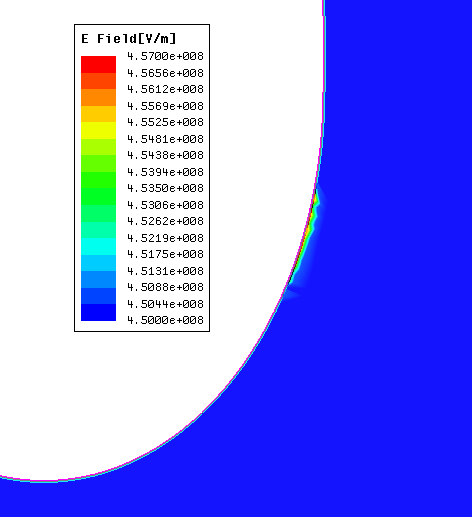 E Field[V/m]
4.5700e+008
4.5656e+008
4.5612e+008
4.5569e+008
4.5525e+008
4.5481e+008
4.5438e+008
4.5394e+008
4.5350e+008
4.5306e+008
4.5262e+008
4.5219e+008
4.5175e+008
4.5131e+008
4.5088e+008
4.5044e+008
4.5000e+008